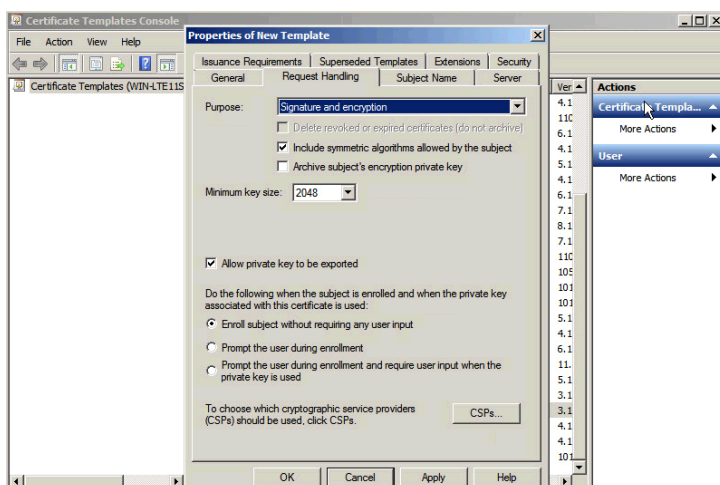 Certificate Templates Console
File Action View Help
Certificate Templates (WIN-LTE11S
Properties of New Template
Issuance Requirements Superseded Templates Extensions Security
General Request Handling Subject Name Server
Purpose: Signature and encryption
Delete revoked or expired certificates (do not archive)
Include symmetric algorithms allowed by the subject
Archive subject's encryption private key
Minimum key size: 2048
Allow private key to be exported
Do the following when the subject is enrolled and when the private key
associated with this certificate is used:
Enroll subject without requiring any user input
Prompt the user during enrollment
Prompt the user during enrollment and require user input when the
private key is used
To choose which cryptographic service providers
(CSPs) should be used, click CSPs.
CSPs...
OK Cancel Apply Help
Ver
4.1
110
6.1
4.1
5.1
4.1
6.1
7.1
8.1
7.1
110
105
101
101
5.1
4.1
6.1
11.
5.1
3.1
3.1
4.1
4.1
101
Actions
Certificate Templa...
More Actions
User
More Actions